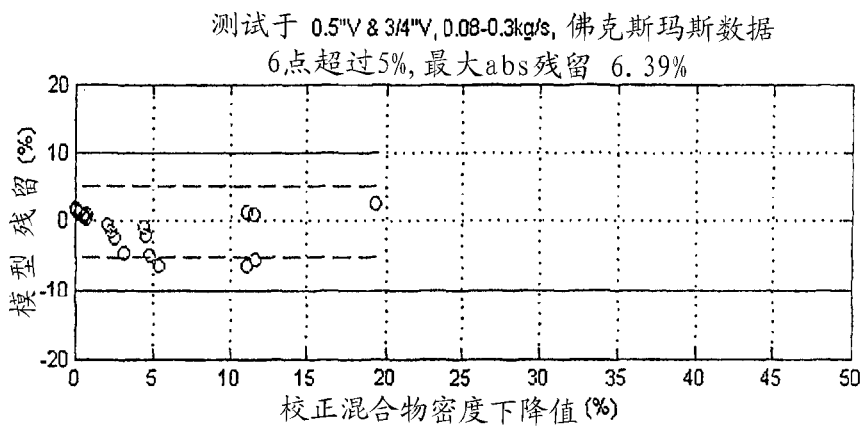 测试于 0.5"V & 3/4"V, 0.08-0.3kg/s, 佛克斯玛斯数据
6点超过5%, 最大abs残留 6.39%
模型 残留 (%)
20
10
0
-10
-20
0 5 10 15 20 25 30 35 40 45 50
校正混合物密度下降值 (%)